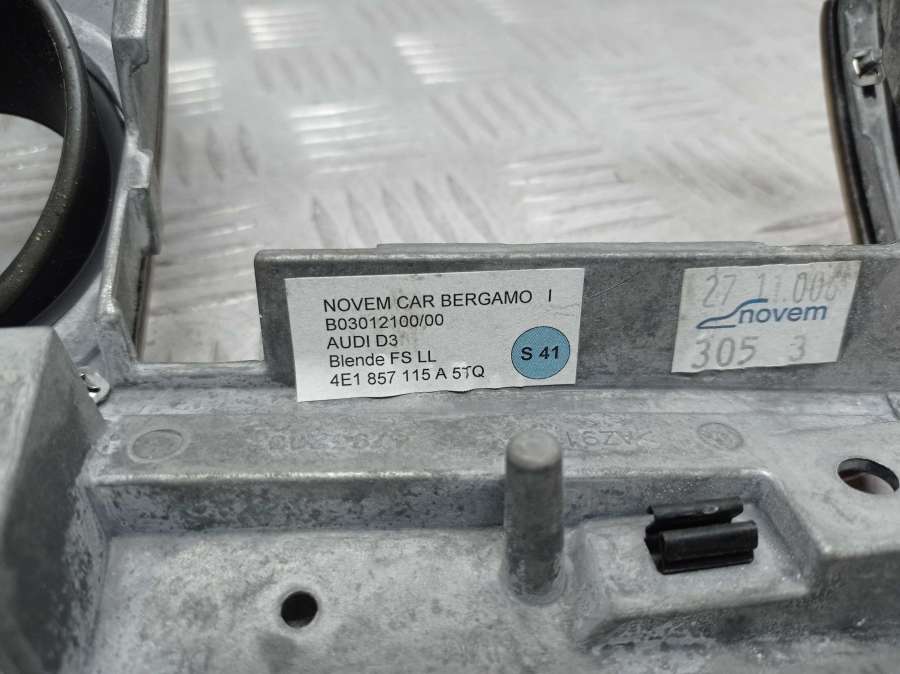 NOVEM CAR BERGAMO I
B03012100/00
AUDI D3
Blende FS LL
4E1 857 115 A 5TQ
S 41
27 11.006
novem
305 3